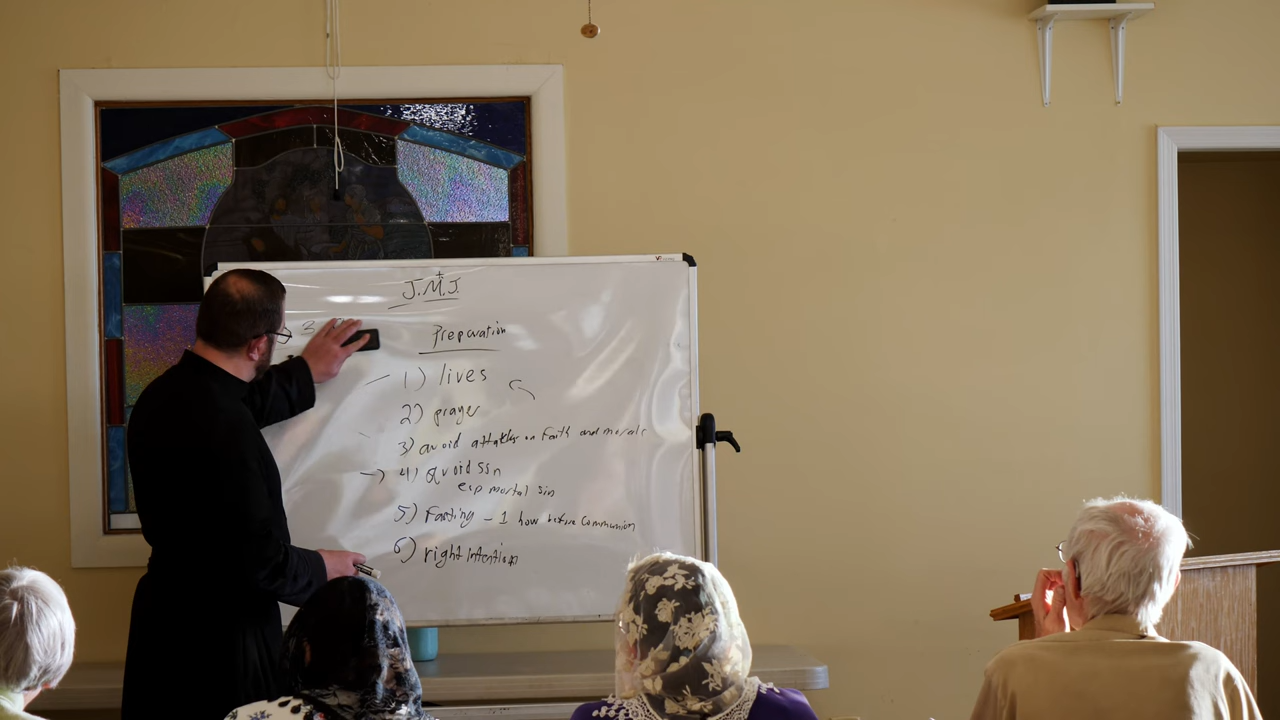 J.M.J.
3
Preparation
1) lives
2) prayer
3) avoid attacks on Faith and morals
4) avoid sin
esp mortal sin
5) Fasting - 1 hour before Communion
6) right intention